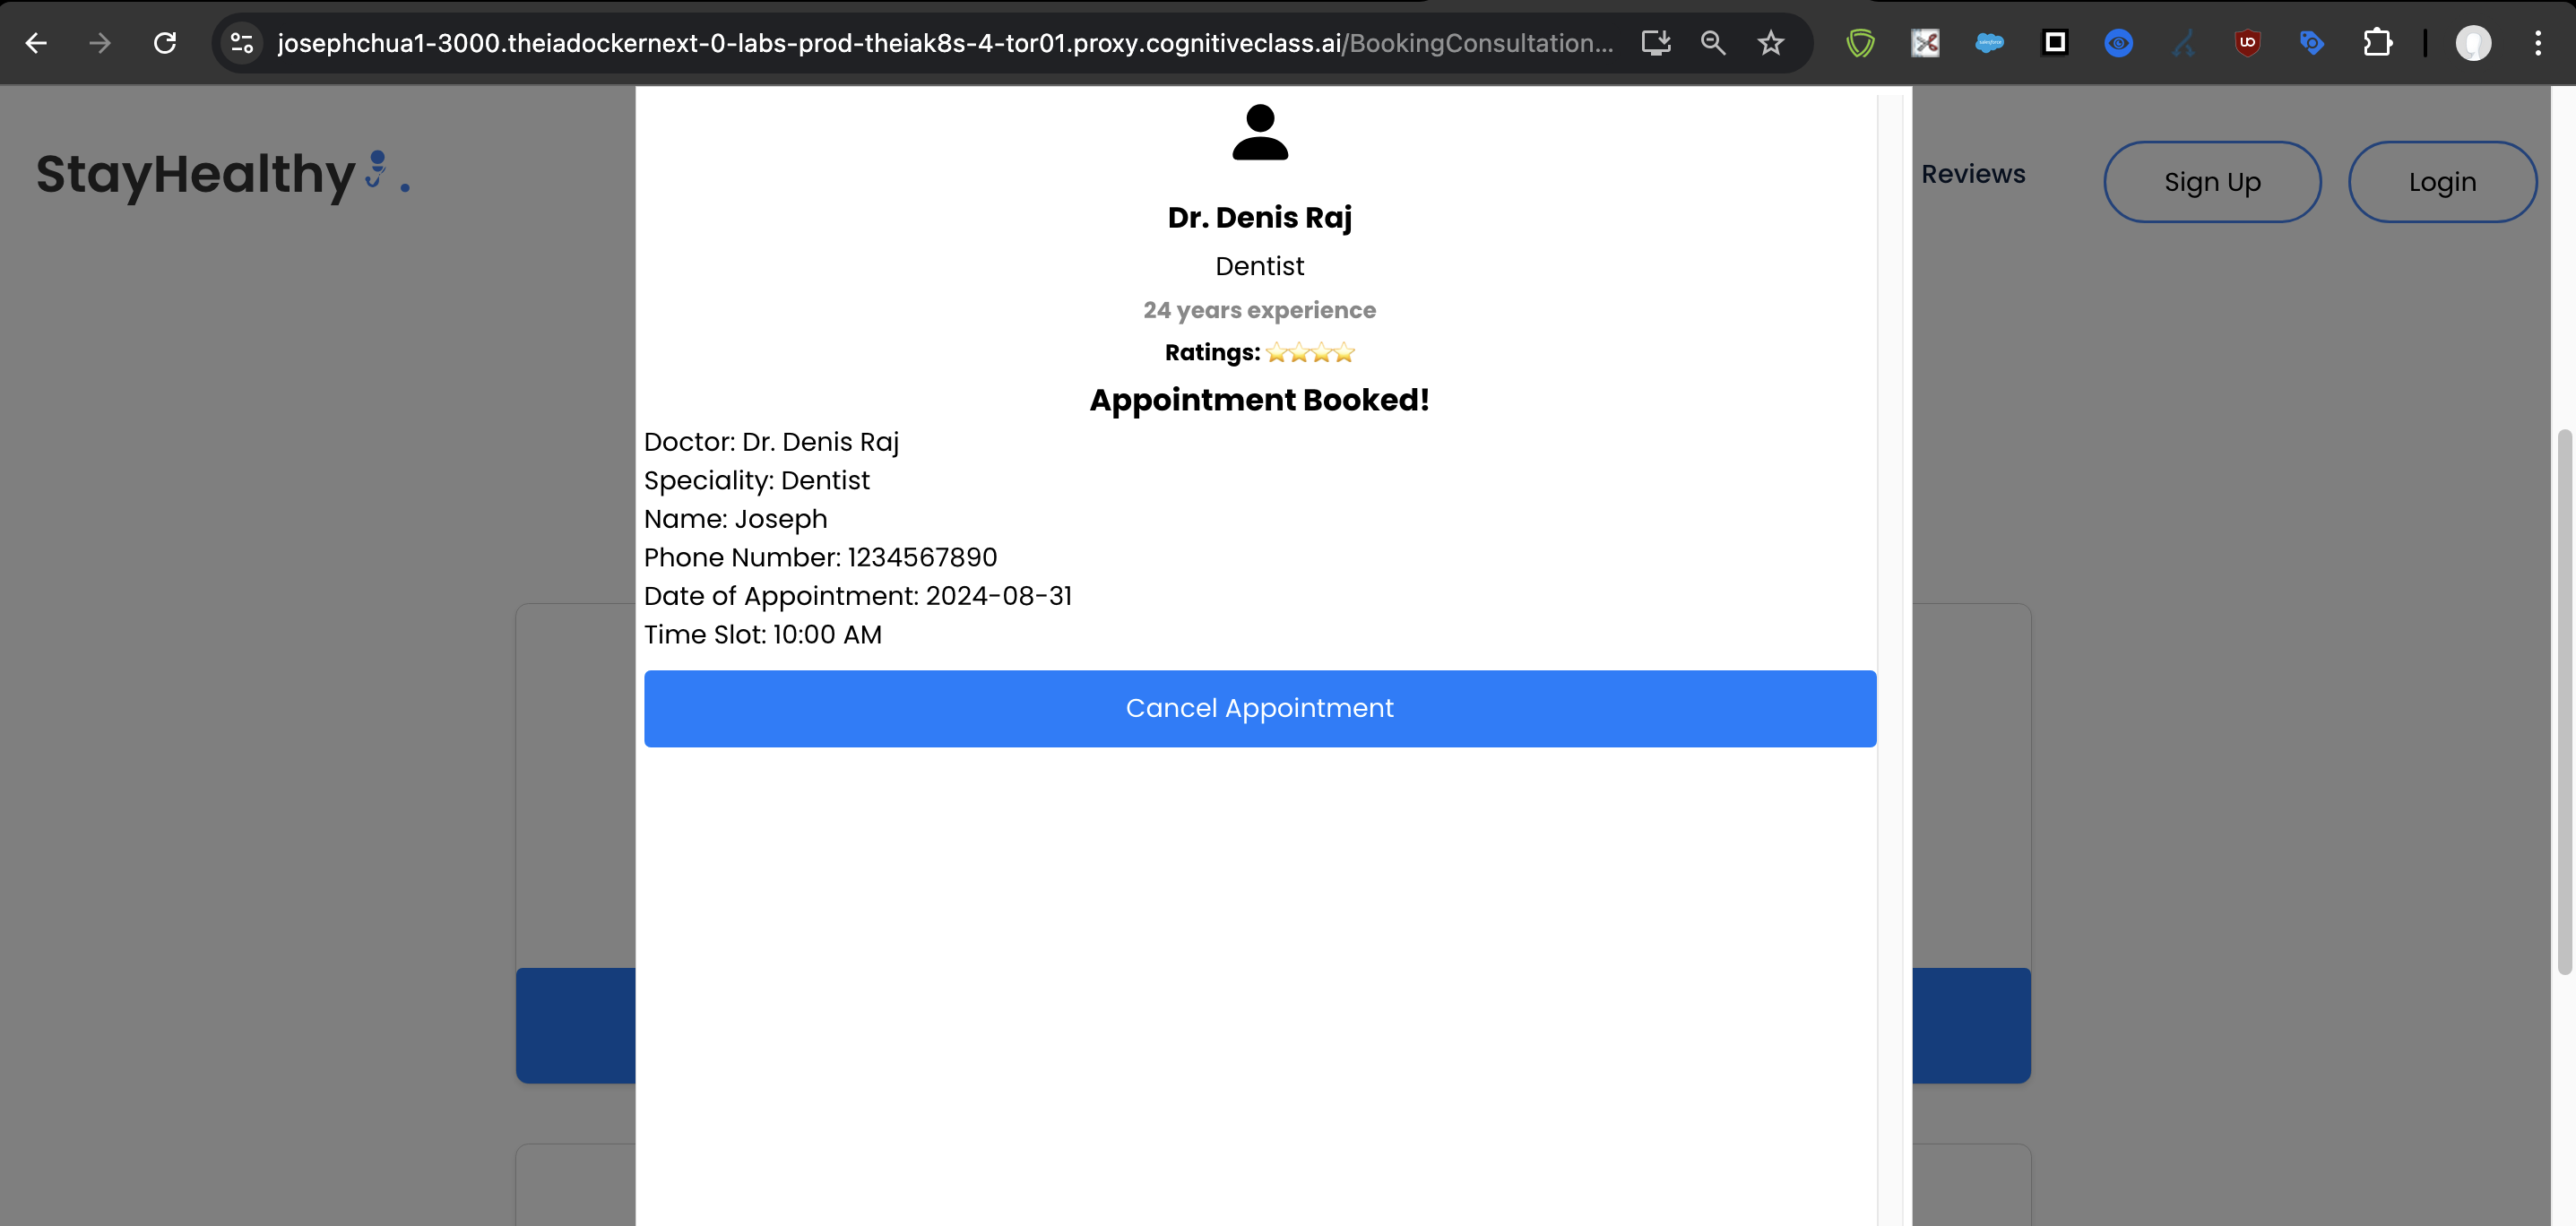 josephchua1-3000.theiadockernext-0-labs-prod-theiak8s-4-tor01.proxy.cognitiveclass.ai/BookingConsultation...
StayHealthy .
Reviews
Sign Up
Login
Dr. Denis Raj
Dentist
24 years experience
Ratings: ⭐⭐⭐⭐
Appointment Booked!
Doctor: Dr. Denis Raj
Speciality: Dentist
Name: Joseph
Phone Number: 1234567890
Date of Appointment: 2024-08-31
Time Slot: 10:00 AM
Cancel Appointment